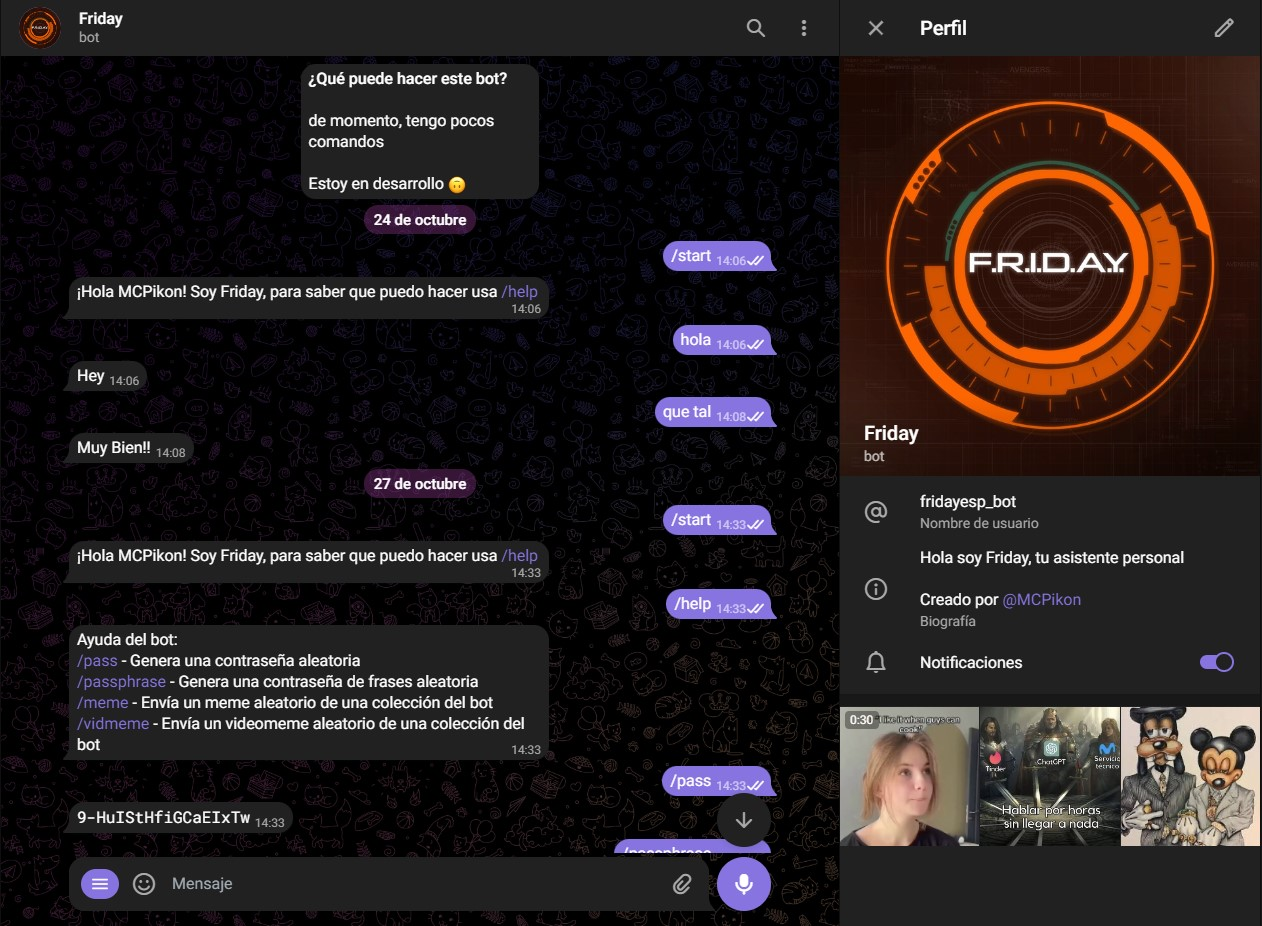 Friday
bot
¿Qué puede hacer este bot?
de momento, tengo pocos
comandos
Estoy en desarrollo 🙃
24 de octubre
/start 14:06
¡Hola MCPikon! Soy Friday, para saber que puedo hacer usa /help
14:06
hola 14:06
Hey 14:06
que tal 14:08
Muy Bien!! 14:08
27 de octubre
/start 14:33
¡Hola MCPikon! Soy Friday, para saber que puedo hacer usa /help
14:33
/help 14:33
Ayuda del bot:
/pass - Genera una contraseña aleatoria
/passphrase - Genera una contraseña de frases aleatoria
/meme - Envía un meme aleatorio de una colección del bot
/vidmeme - Envía un videomeme aleatorio de una colección del
bot
14:33
/pass 14:33
9-HuIStHfiGCaEIxTw 14:33
/passphrase
Mensaje
Perfil
F.R.I.D.A.Y.
Friday
bot
fridayesp_bot
Nombre de usuario
Hola soy Friday, tu asistente personal
Creado por @MCPikon
Biografía
Notificaciones
0:30
"I like it when guys can
cook"
Tinder
ChatGPT
Servicio
técnico
Hablar por horas
sin llegar a nada